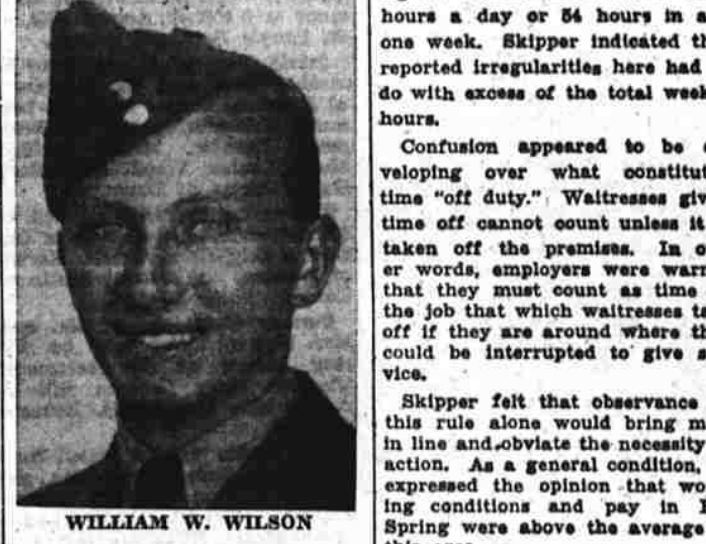 WILLIAM W. WILSON
hours a day or 54 hours in a
one week. Skipper indicated th
reported irregularities here had
do with excess of the total week
hours.
Confusion appeared to be
veloping over what constitut
time "off duty." Waitresses giv
time off cannot count unless it
taken off the premises. In o
er words, employers were warn
that they must count as time
the job that which waitresses ta
off if they are around where th
could be interrupted to give s
vice.
Skipper felt that observance
this rule alone would bring m
in line and obviate the necessity
action. As a general condition,
expressed the opinion that wo
ing conditions and pay in
Spring were above the average